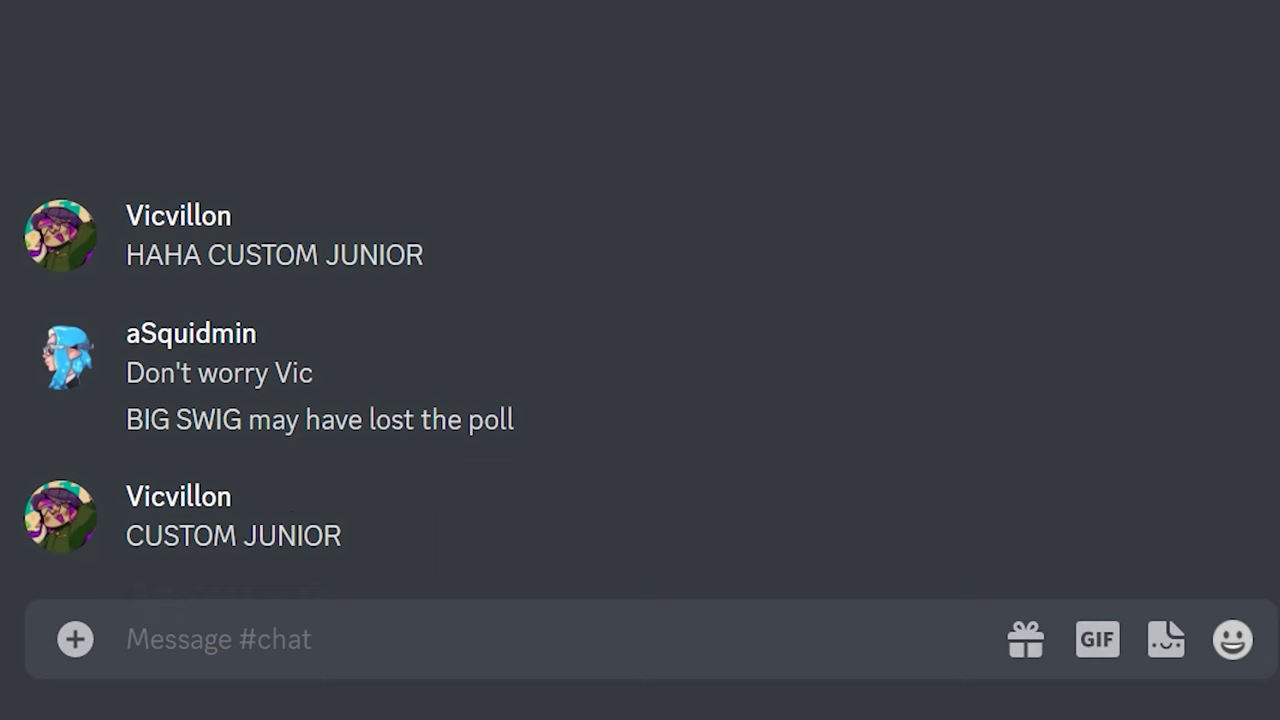 Vicvillon
HAHA CUSTOM JUNIOR
aSquidmin
Don't worry Vic
BIG SWIG may have lost the poll
Vicvillon
CUSTOM JUNIOR
Message #chat
GIF